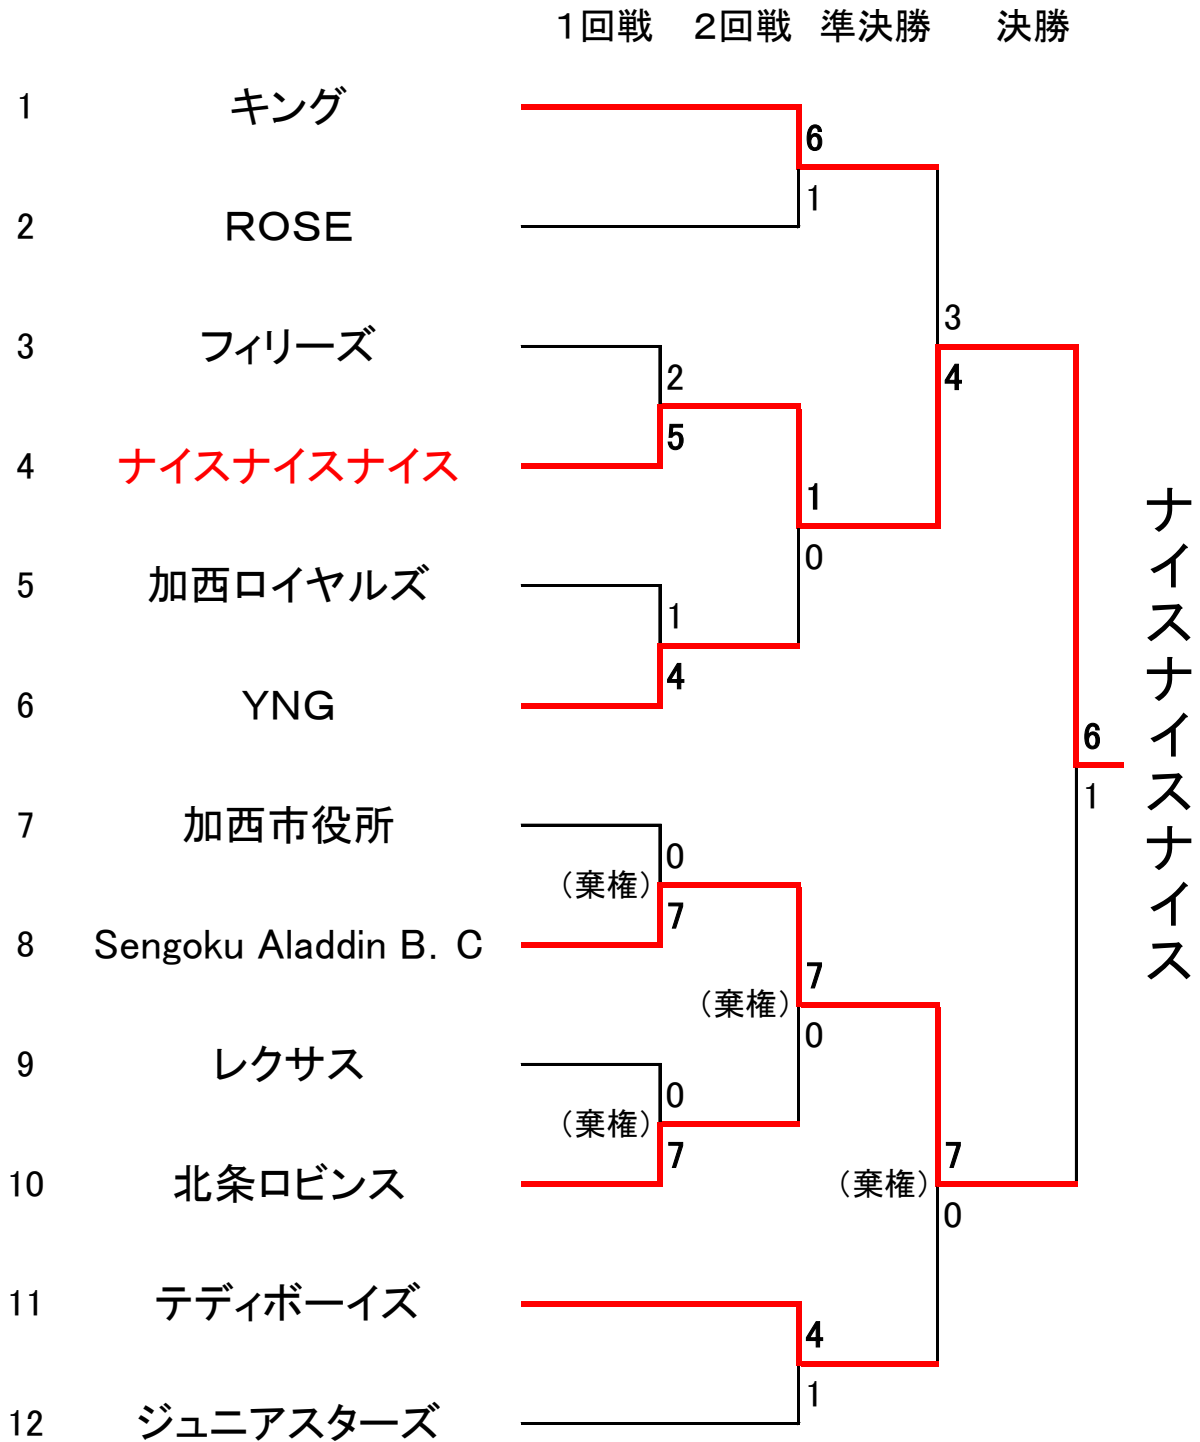 1回戦 2回戦 準決勝 決勝
1 キング
6
1
2 ROSE
3 フィリーズ
3
2
4
5
4 ナイスナイスナイス
1
0
5 加西ロイヤルズ
1
4
6 YNG
ナイスナイスナイス
6
1
7 加西市役所
0
(棄権)
7
8 Sengoku Aladdin B. C
7
(棄権)
0
9 レクサス
0
(棄権)
7
7
10 北条ロビンス
(棄権)
0
11 テディボーイズ
4
1
12 ジュニアスターズ